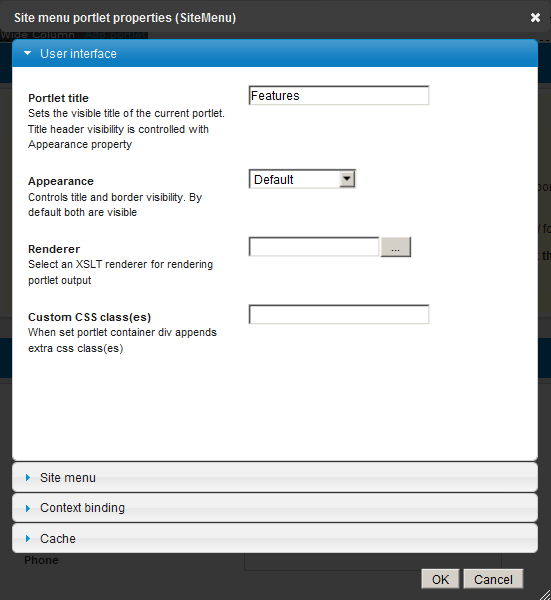 Site menu portlet properties (SiteMenu)
Wide Column
User interface
Portlet title
Features
Sets the visible title of the current portlet.
Title header visibility is controlled with
Appearance property
Appearance
Default
Controls title and border visibility. By
default both are visible
Renderer
...
Select an XSLT renderer for rendering
portlet output
Custom CSS class(es)
When set portlet container div appends
extra css class(es)
Site menu
Context binding
Cache
Phone
OK Cancel